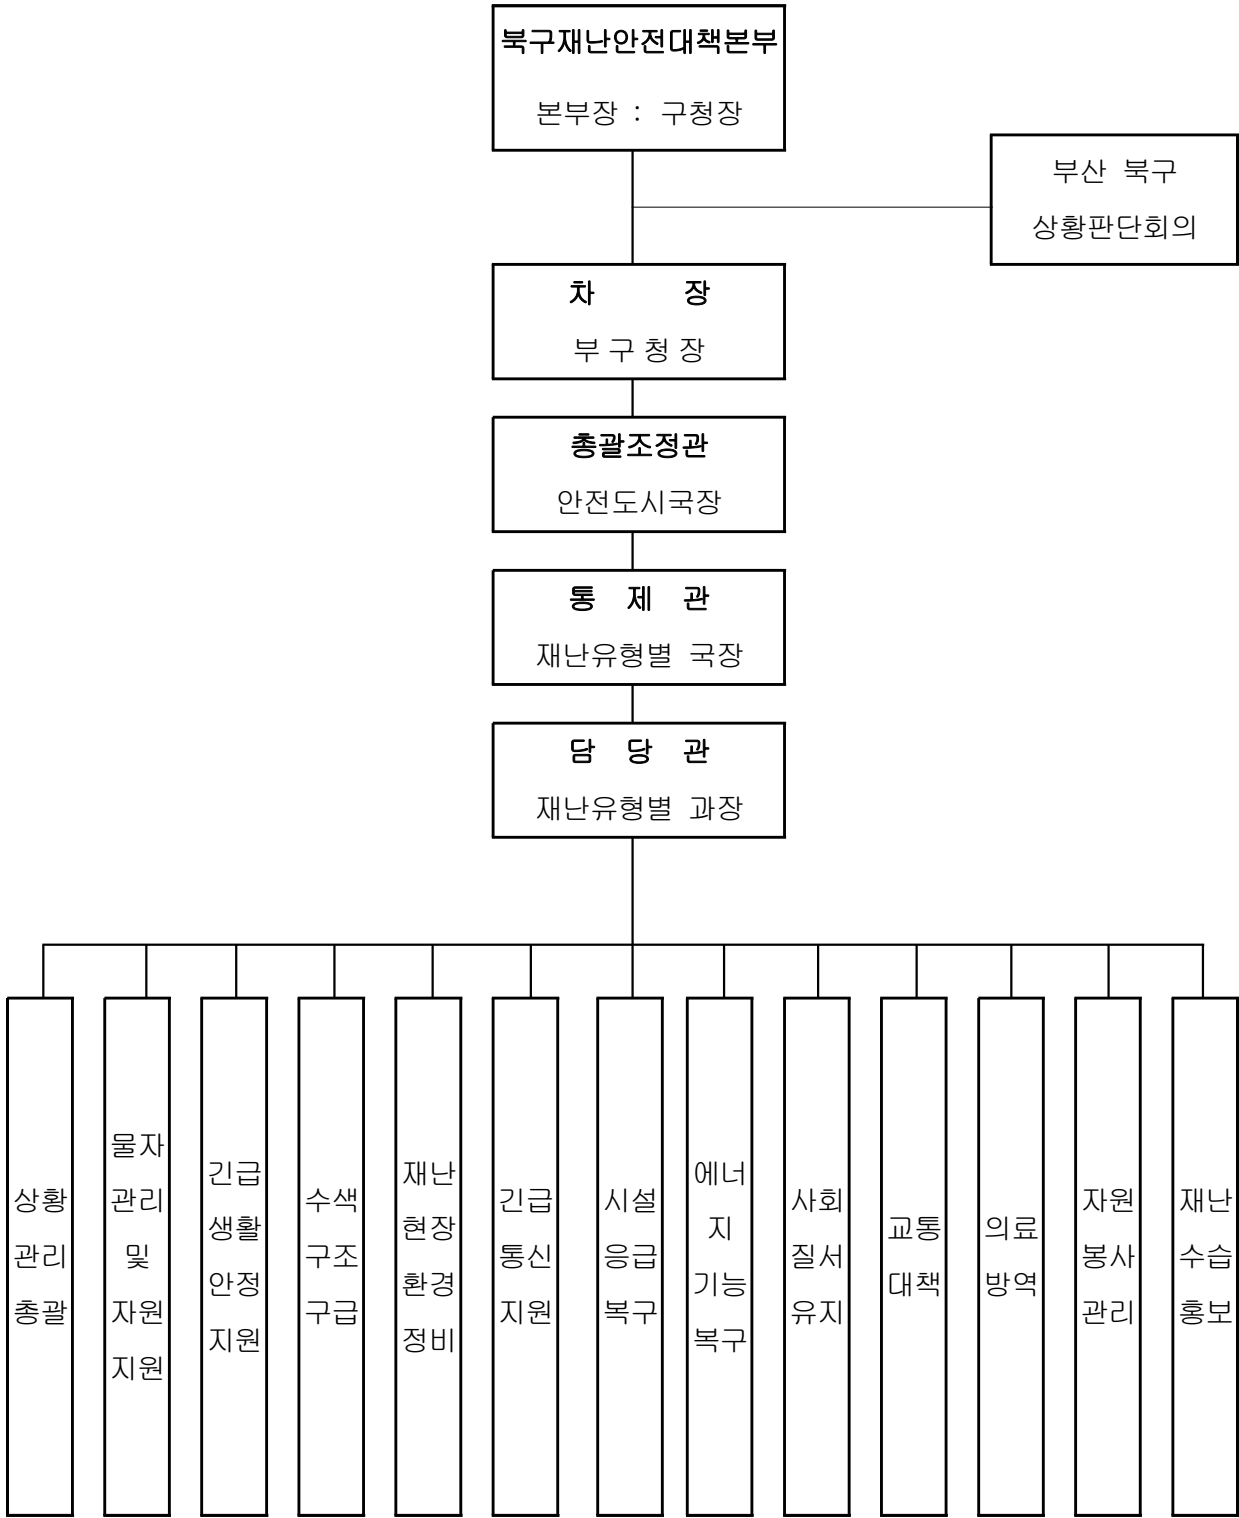 북구재난안전대책본부
본부장 : 구청장
부산 북구
상황판단회의
차 장
부구청장
총괄조정관
안전도시국장
통 제 관
재난유형별 국장
담 당 관
재난유형별 과장
상황
관리
총괄
물자
관리
및
자원
지원
긴급
생활
안정
지원
수색
구조
구급
재난
현장
환경
정비
긴급
통신
지원
시설
응급
복구
에너
지
기능
복구
사회
질서
유지
교통
대책
의료
방역
자원
봉사
관리
재난
수습
홍보